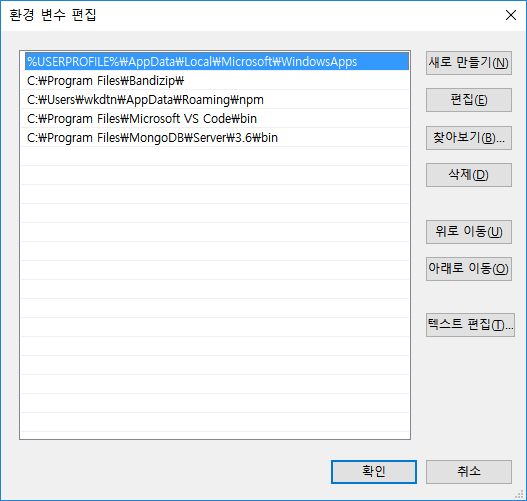 환경 변수 편집
%USERPROFILE%₩AppData₩Local₩Microsoft₩WindowsApps
C:₩Program Files₩Bandizip₩
C:₩Users₩wkdtn₩AppData₩Roaming₩npm
C:₩Program Files₩Microsoft VS Code₩bin
C:₩Program Files₩MongoDB₩Server₩3.6₩bin
새로 만들기(N)
편집(E)
찾아보기(B)...
삭제(D)
위로 이동(U)
아래로 이동(O)
텍스트 편집(T)...
확인
취소